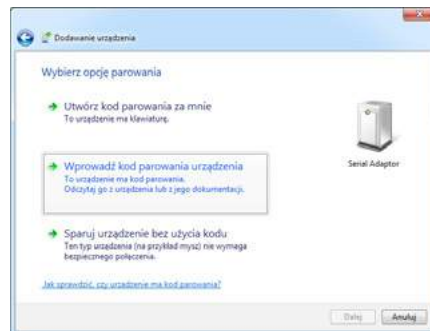 Dodawanie urządzenia
Wybierz opcję parowania
Utwórz kod parowania za mnie
To urządzenie ma klawiaturę.
Wprowadź kod parowania urządzenia
To urządzenie ma kod parowania.
Odczytaj go z urządzenia lub z jego dokumentacji.
Serial Adaptor
Sparuj urządzenie bez użycia kodu
Ten typ urządzenia (na przykład mysz) nie wymaga
bezpiecznego połączenia.
Jak sprawdzić, czy urządzenie ma kod parowania?
Dalej
Anuluj